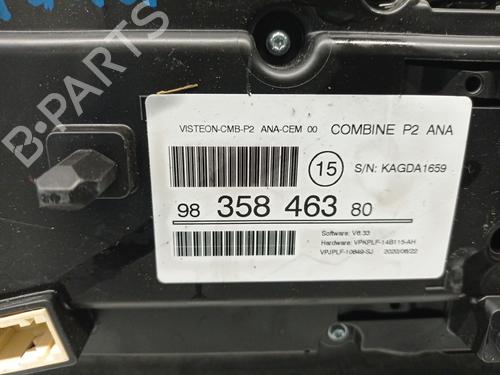 B-PARTS
VISTEON-CMB-P2 ANA-CEM 00 COMBINE P2 ANA
15 S/N: KAGDA1659
98 358 463 80
Software: V6.33
Hardware: VPKPLF-14B115-AH
VPJPLF-10849-SJ 2020/08/22